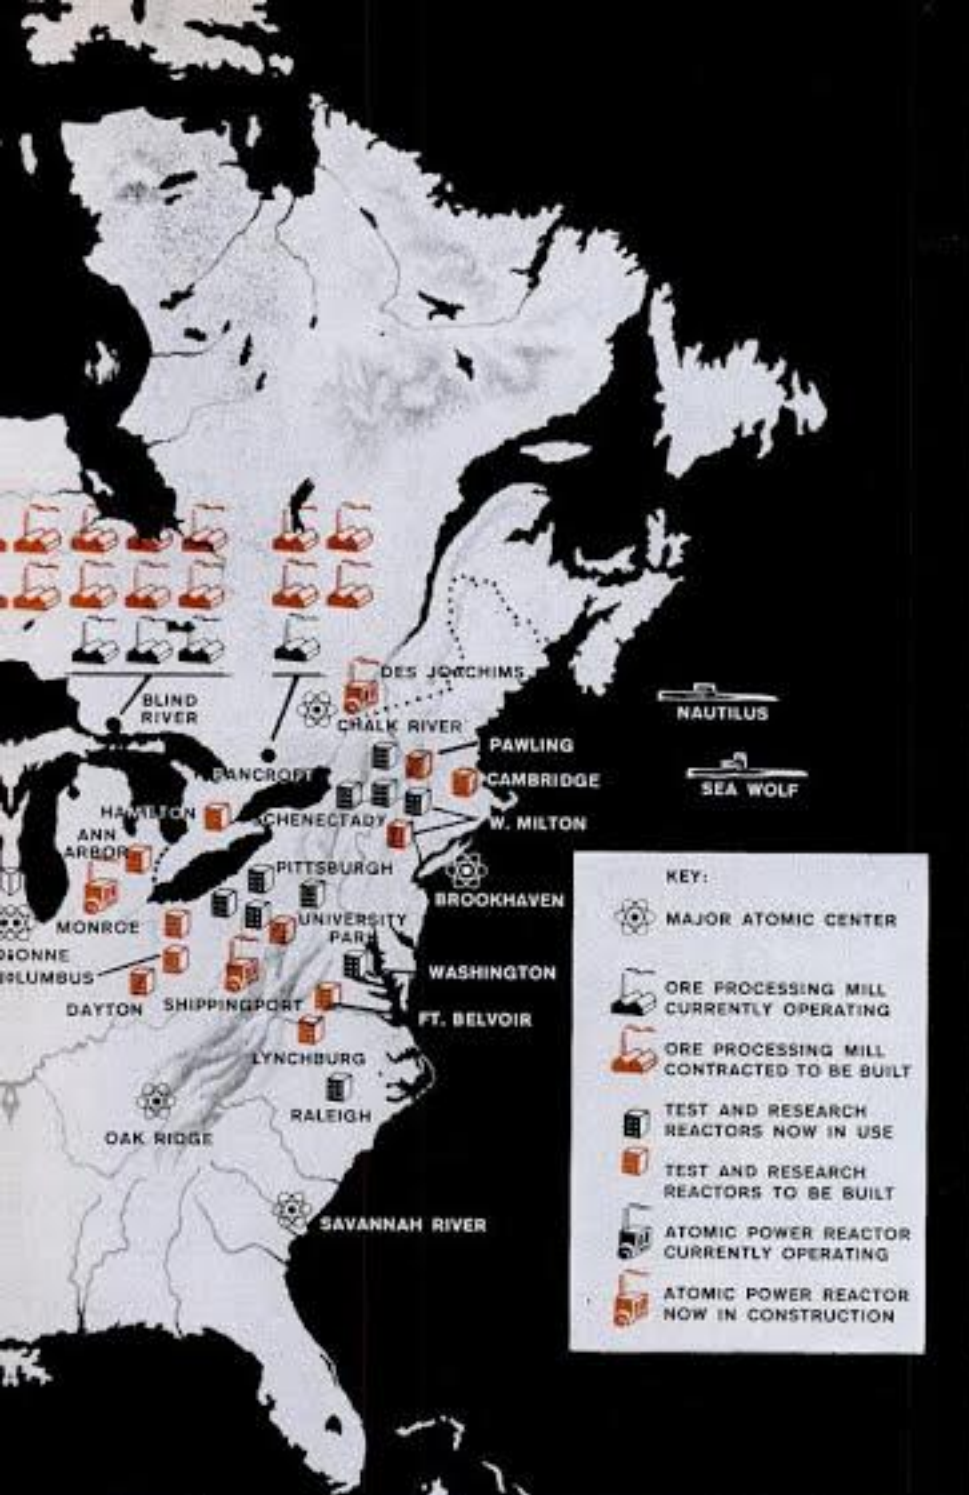 DES JOACHIMS
BLIND
RIVER
NAUTILUS
CHALK RIVER
PAWLING
BANCROFT
CAMBRIDGE
SEA WOLF
HAMILTON
CHENECTADY
W. MILTON
ANN
ARBOR
PITTSBURGH
KEY:
BROOKHAVEN
MAJOR ATOMIC CENTER
MONROE
UNIVERSITY
PARK
ONNE
OLUMBUS
WASHINGTON
DAYTON
SHIPPINGPORT
ORE PROCESSING MILL
CURRENTLY OPERATING
FT. BELVOIR
LYNCHBURG
ORE PROCESSING MILL
CONTRACTED TO BE BUILT
RALEIGH
TEST AND RESEARCH
REACTORS NOW IN USE
OAK RIDGE
TEST AND RESEARCH
REACTORS TO BE BUILT
SAVANNAH RIVER
ATOMIC POWER REACTOR
CURRENTLY OPERATING
ATOMIC POWER REACTOR
NOW IN CONSTRUCTION